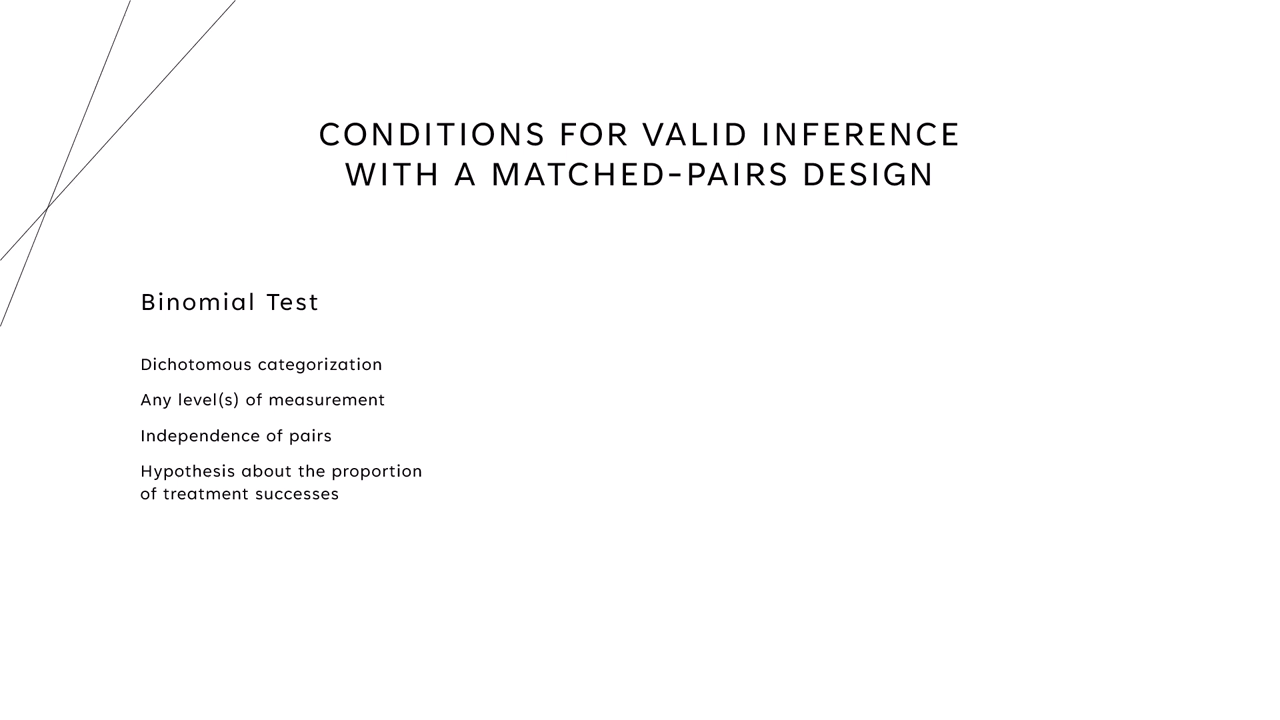 CONDITIONS FOR VALID INFERENCE
WITH A MATCHED-PAIRS DESIGN
Binomial Test
Dichotomous categorization
Any level(s) of measurement
Independence of pairs
Hypothesis about the proportion
of treatment successes